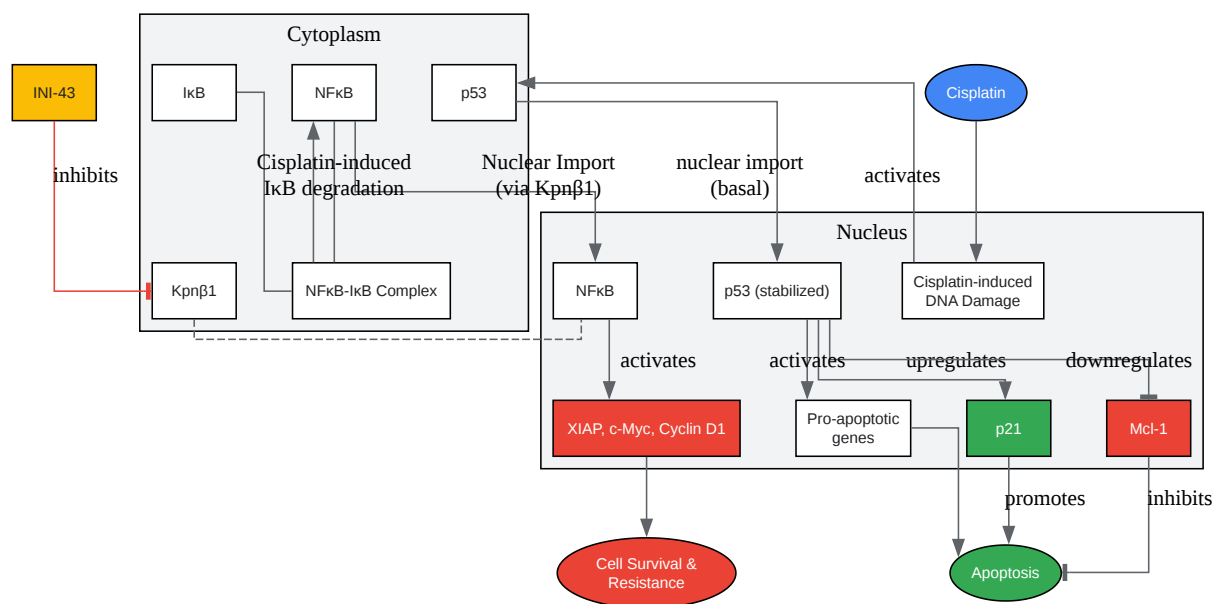 Cytoplasm
INI-43
IκB
NFκB
p53
Cisplatin
inhibits
Cisplatin-induced
IκB degradation
Nuclear Import
(via Kpnβ1)
nuclear import
(basal)
activates
Nucleus
Kpnβ1
NFκB-IκB Complex
NFκB
p53 (stabilized)
Cisplatin-induced
DNA Damage
activates
activates
upregulates
downregulates
XIAP, c-Myc, Cyclin D1
Pro-apoptotic
genes
p21
Mcl-1
promotes
inhibits
Cell Survival &
Resistance
Apoptosis